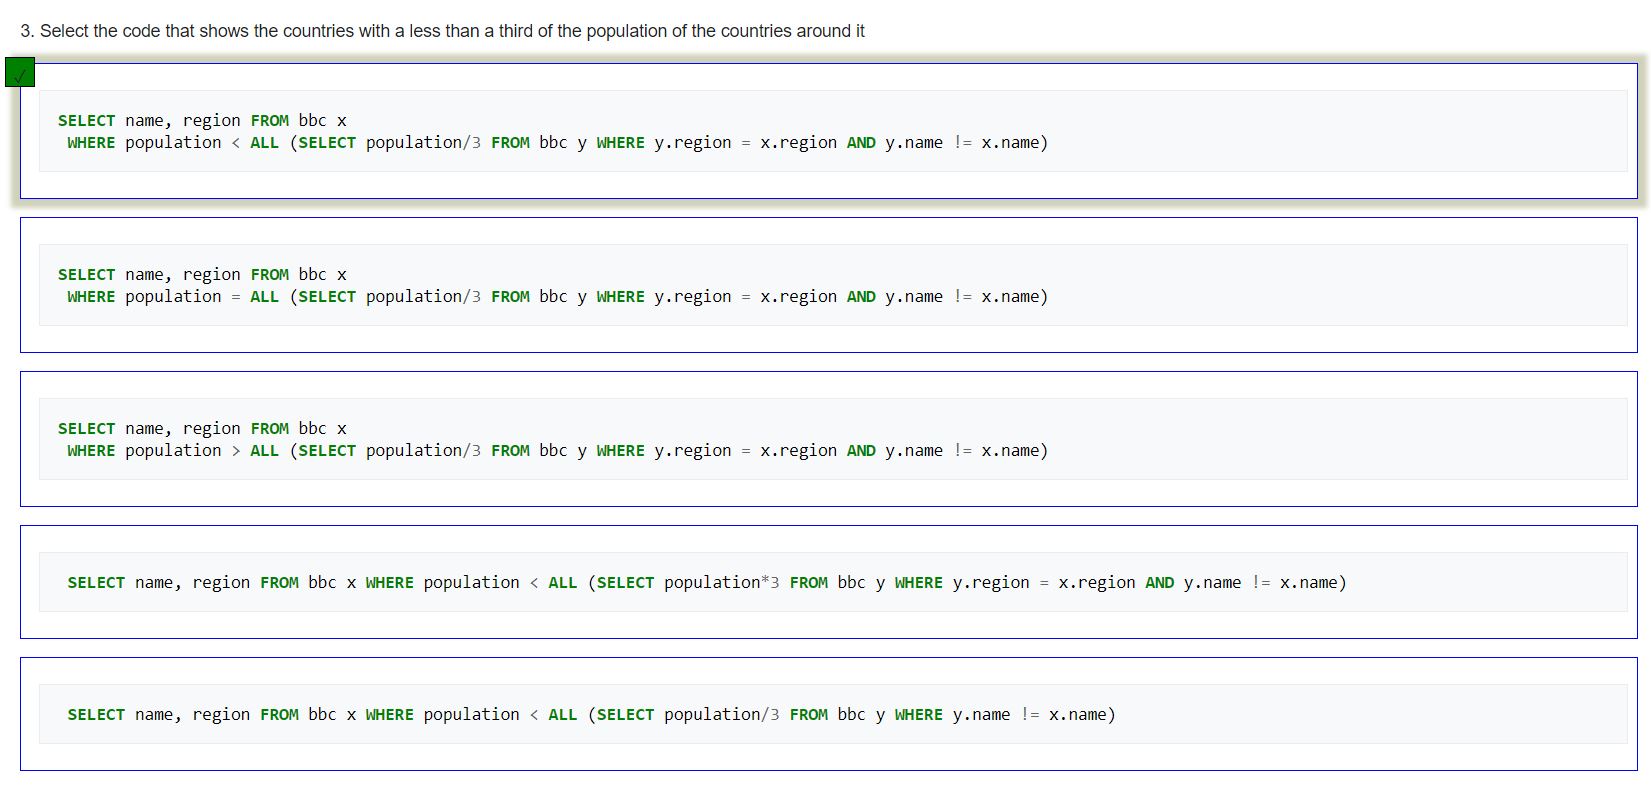 3. Select the code that shows the countries with a less than a third of the population of the countries around it
✓
SELECT name, region FROM bbc x
WHERE population < ALL (SELECT population/3 FROM bbc y WHERE y.region = x.region AND y.name != x.name)
SELECT name, region FROM bbc x
WHERE population = ALL (SELECT population/3 FROM bbc y WHERE y.region = x.region AND y.name != x.name)
SELECT name, region FROM bbc x
WHERE population > ALL (SELECT population/3 FROM bbc y WHERE y.region = x.region AND y.name != x.name)
SELECT name, region FROM bbc x WHERE population < ALL (SELECT population*3 FROM bbc y WHERE y.region = x.region AND y.name != x.name)
SELECT name, region FROM bbc x WHERE population < ALL (SELECT population/3 FROM bbc y WHERE y.name != x.name)